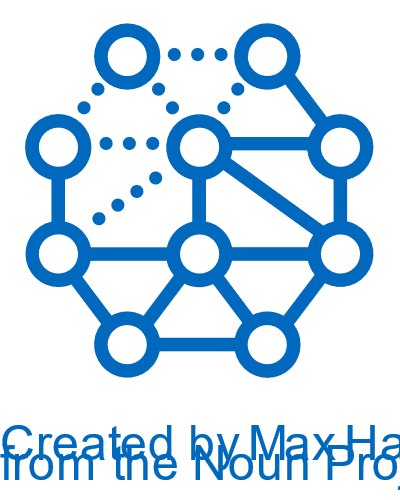 Created by Max Ha
from the Noun Pro